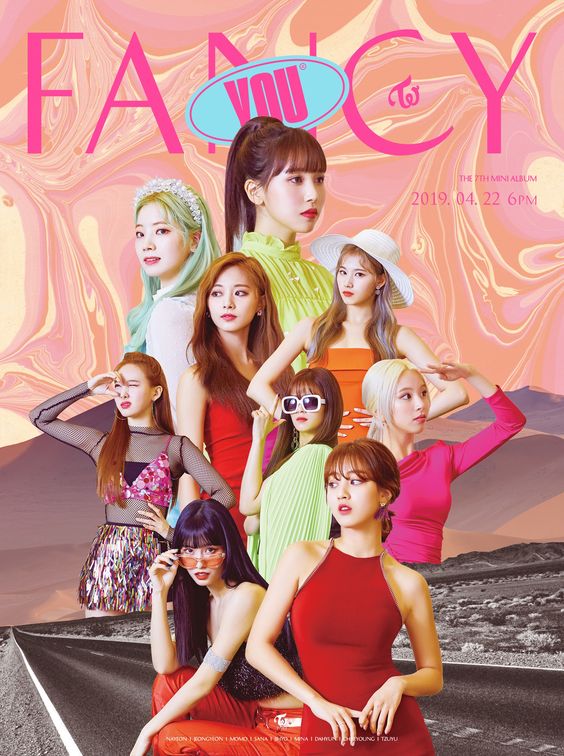 FANCY
YOU
THE 7TH MINI ALBUM
2019. 04. 22 6PM
NAYEON I JEONGYEON I MOMO I SANA I JIHYO I MINA I DAHYUN I CHAEYOUNG I TZUYU